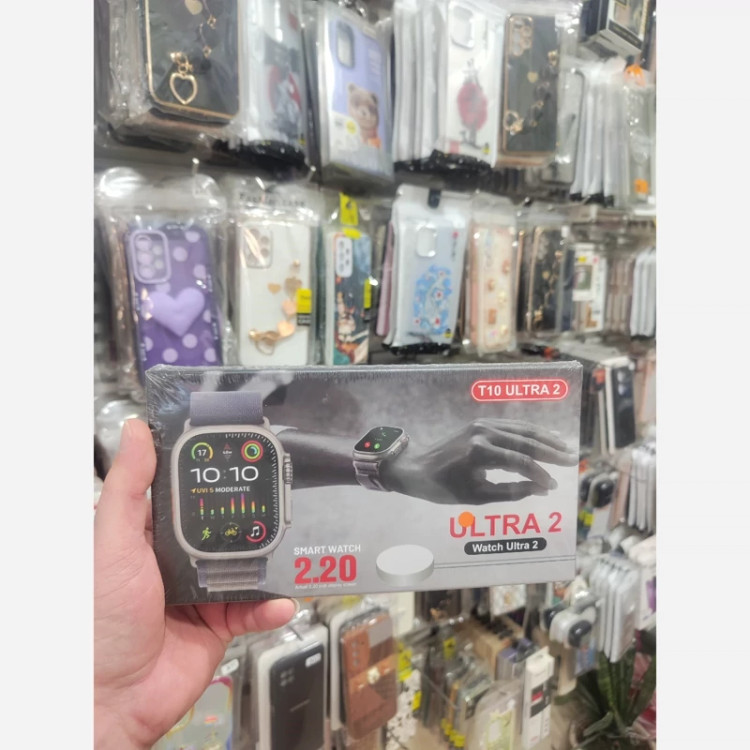 T10 ULTRA 2
17
10:10
UVI 5 MODERATE
ULTRA 2
Watch Ultra 2
SMART WATCH
2.20